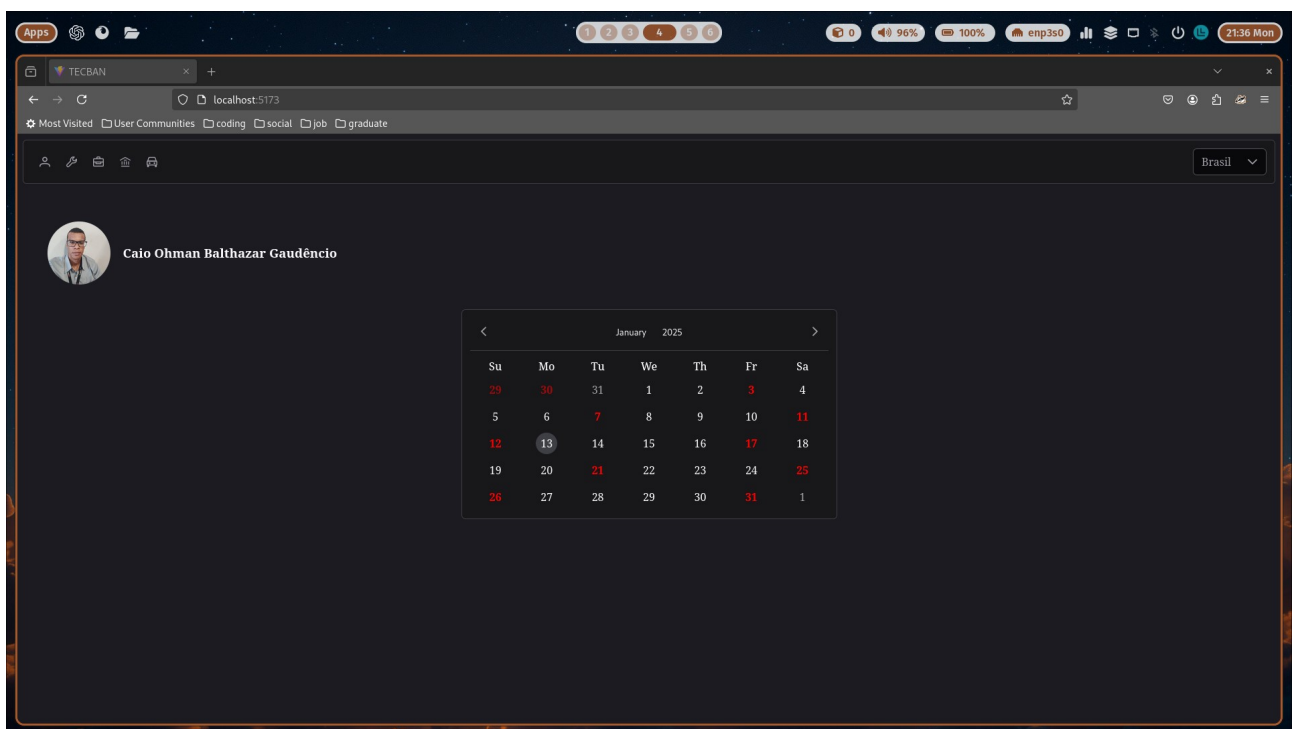 Apps 1 2 3 4 5 6 0 96% 100% enp3s0 21:36 Mon
TECBAN
localhost:5173
Most Visited User Communities coding social job graduate
Brasil
Caio Ohman Balthazar Gaudêncio
January 2025
Su Mo Tu We Th Fr Sa
29 30 31 1 2 3 4
5 6 7 8 9 10 11
12 13 14 15 16 17 18
19 20 21 22 23 24 25
26 27 28 29 30 31 1